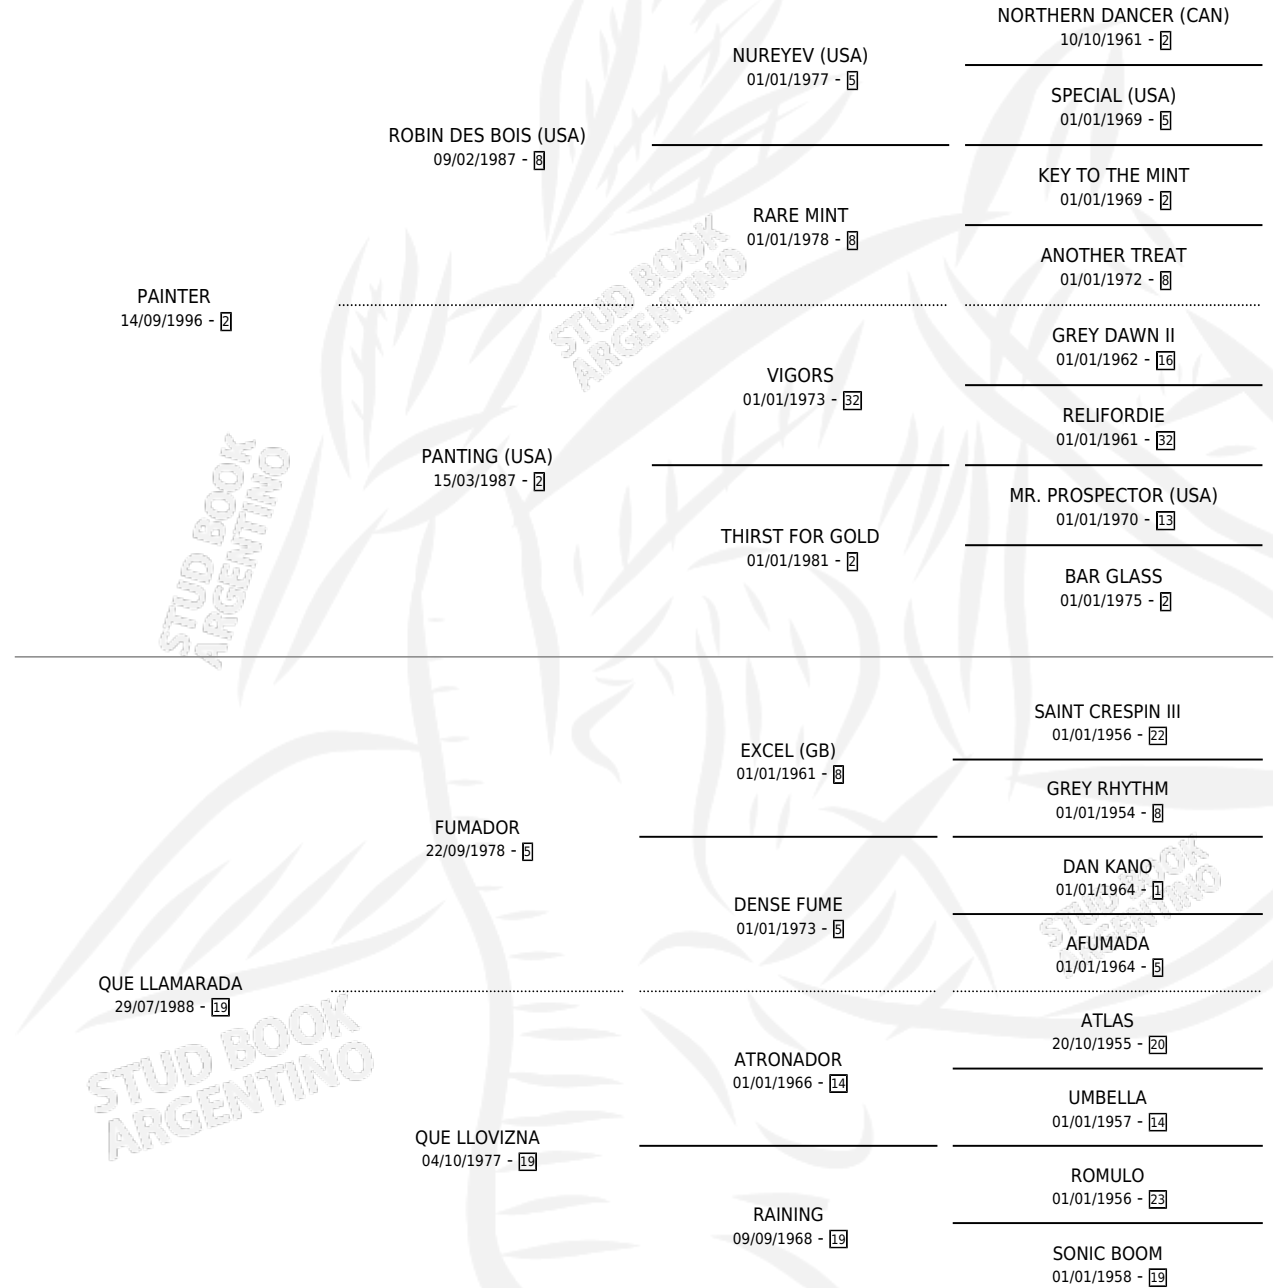 NORTHERN DANCER (CAN)
10/10/1961 - 2
NUREYEV (USA)
01/01/1977 - 5
SPECIAL (USA)
01/01/1969 - 5
ROBIN DES BOIS (USA)
09/02/1987 - 8
KEY TO THE MINT
01/01/1969 - 2
RARE MINT
01/01/1978 - 8
ANOTHER TREAT
01/01/1972 - 8
PAINTER
14/09/1996 - 2
GREY DAWN II
01/01/1962 - 16
VIGORS
01/01/1973 - 32
RELIFORDIE
01/01/1961 - 32
PANTING (USA)
15/03/1987 - 2
MR. PROSPECTOR (USA)
01/01/1970 - 13
THIRST FOR GOLD
01/01/1981 - 2
BAR GLASS
01/01/1975 - 2
SAINT CRESPIN III
01/01/1956 - 22
EXCEL (GB)
01/01/1961 - 8
GREY RHYTHM
01/01/1954 - 8
FUMADOR
22/09/1978 - 5
DAN KANO
01/01/1964 - 1
DENSE FUME
01/01/1973 - 5
AFUMADA
01/01/1964 - 5
QUE LLAMARADA
29/07/1988 - 19
ATLAS
20/10/1955 - 20
ATRONADOR
01/01/1966 - 14
UMBELLA
01/01/1957 - 14
QUE LLOVIZNA
04/10/1977 - 19
ROMULO
01/01/1956 - 23
RAINING
09/09/1968 - 19
SONIC BOOM
01/01/1958 - 19
STUD BOOK
ARGENTINO
STUD BOOK
ARGENTINO
STUD BOOK
ARGENTINO
STUD BOOK
ARGENTINO